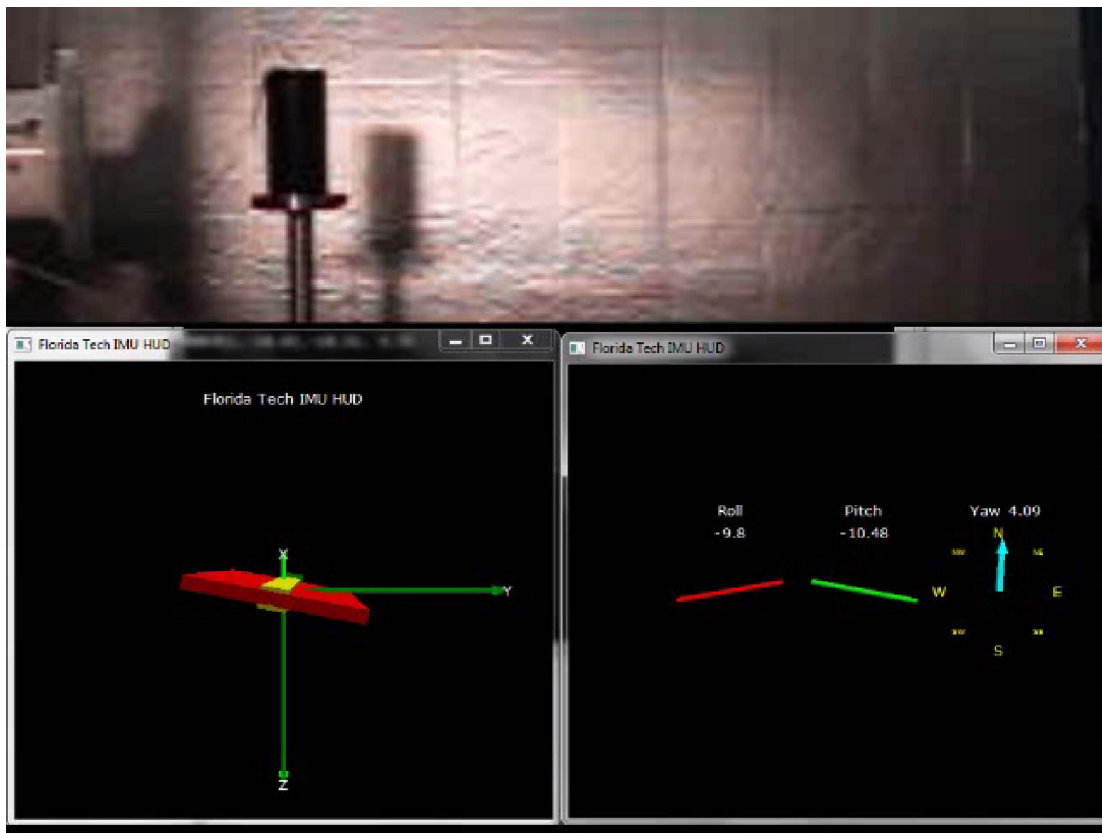 Florida Tech IMU HUD
Florida Tech IMU HUD
X
Y
Z
Florida Tech IMU HUD
Roll
-9.8
Pitch
-10.48
Yaw 4.09
N
W
E
S